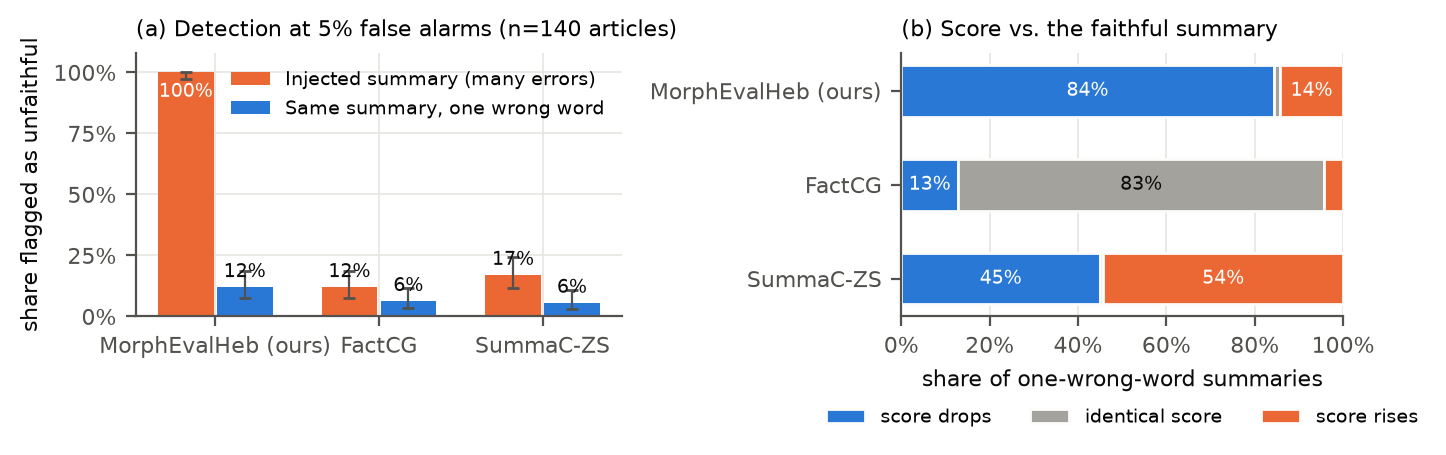 (a) Detection at 5% false alarms (n=140 articles)
share flagged as unfaithful
100%
75%
50%
25%
0%
Injected summary (many errors)
Same summary, one wrong word
100%
12%
12%
6%
17%
6%
MorphEvalHeb (ours)
FactCG
SummaC-ZS
(b) Score vs. the faithful summary
MorphEvalHeb (ours)
84%
14%
FactCG
13%
83%
SummaC-ZS
45%
54%
0%
20%
40%
60%
80%
100%
share of one-wrong-word summaries
score drops
identical score
score rises